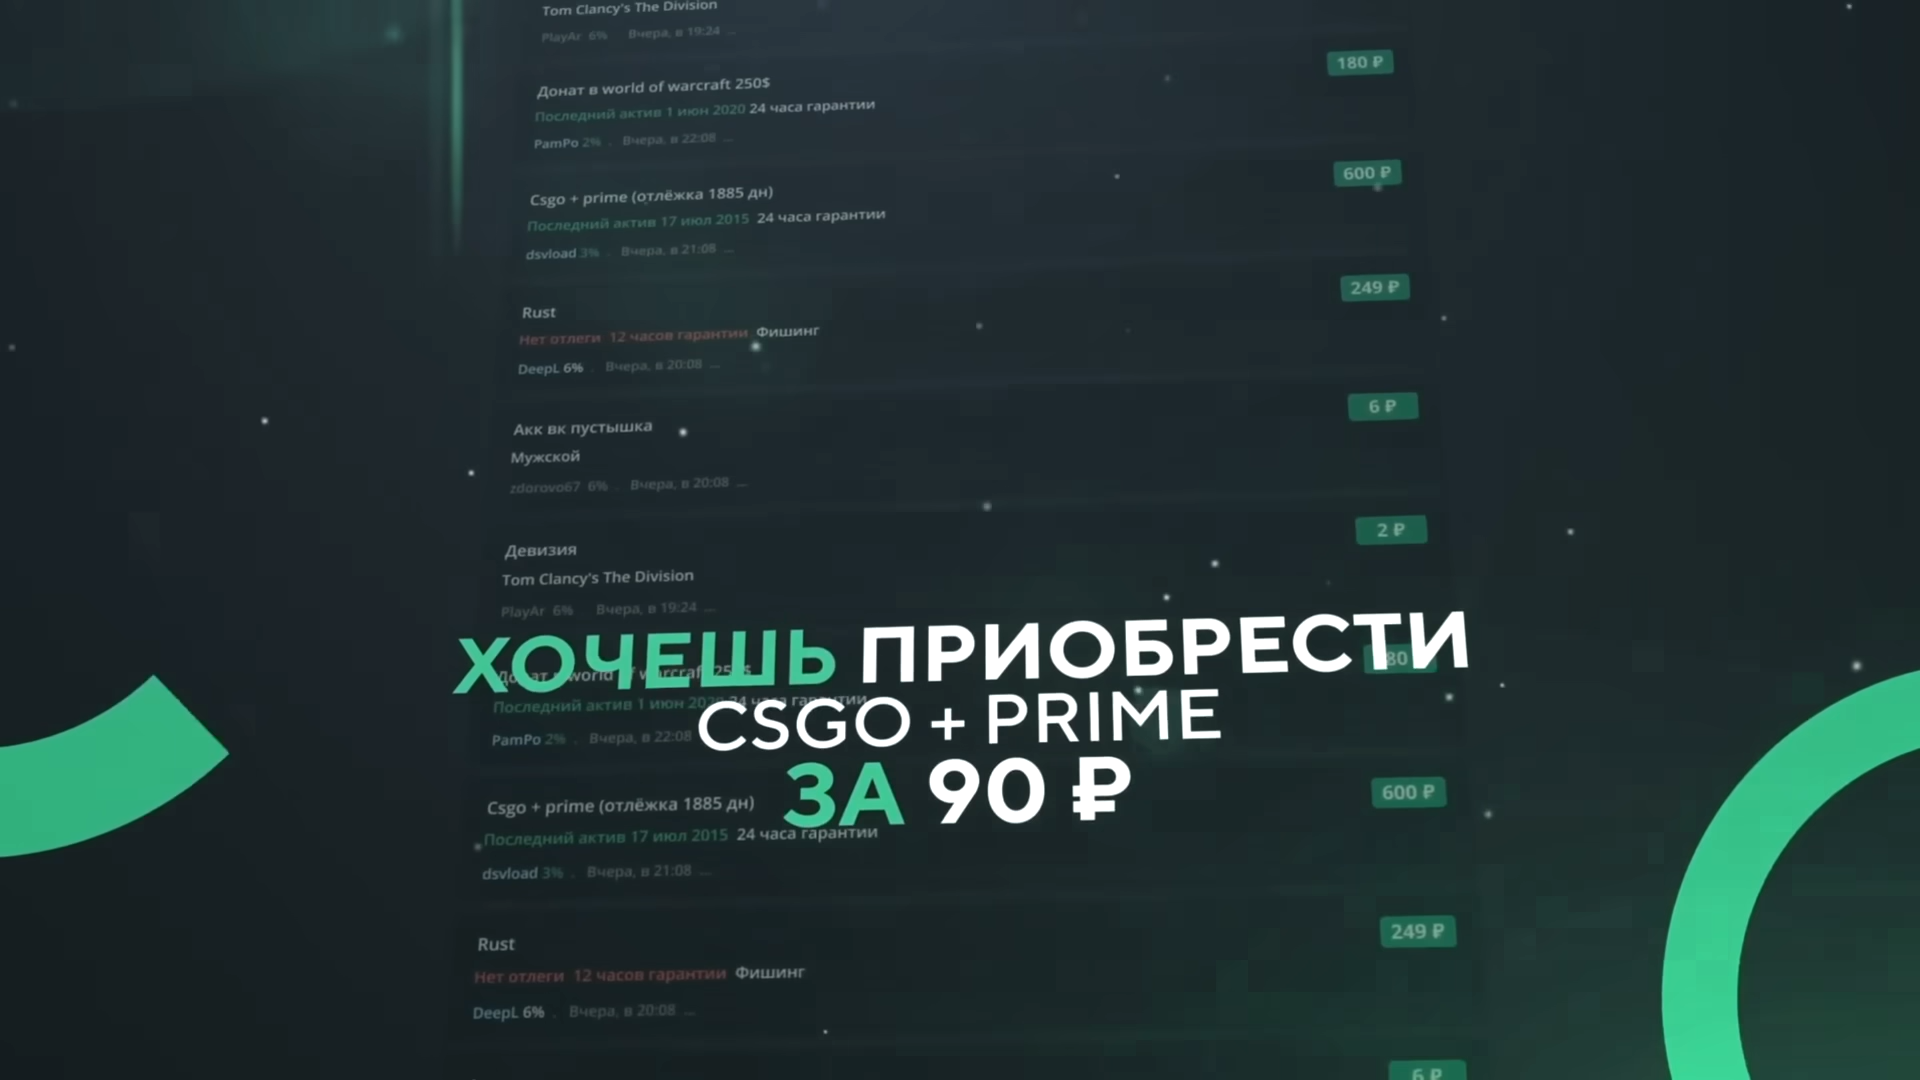 Tom Clancy's The Division
PlayAr 6% Вчера, в 19:24 ...
180 ₽
Донат в world of warcraft 250$
Последний актив 1 июн 2020 24 часа гарантии
PamPo 2% . Вчера, в 22:08 ...
600 ₽
Csgo + prime (отлёжка 1885 дн)
Последний актив 17 июл 2015 24 часа гарантии
dsvload 3% . Вчера, в 21:08 ...
249 ₽
Rust
Нет отлеги 12 часов гарантии Фишинг
DeepL 6% . Вчера, в 20:08 ...
6 ₽
Акк вк пустышка
Мужской
zdorovo67 6% . Вчера, в 20:08 ...
2 ₽
Девизия
Tom Clancy's The Division
PlayAr 6% Вчера, в 19:24 ...
ХОЧЕШЬ ПРИОБРЕСТИ
CSGO + PRIME
ЗА 90 ₽
Последний актив 1 июн 24 часа гарантии
PamPo 2% . Вчера, в 22:08
600 ₽
Csgo + prime (отлёжка 1885 дн)
Последний актив 17 июл 2015 24 часа гарантии
dsvload 3% . Вчера, в 21:08 ...
249 ₽
Rust
Нет отлеги 12 часов гарантии Фишинг
DeepL 6% . Вчера, в 20:08 ...
6 ₽